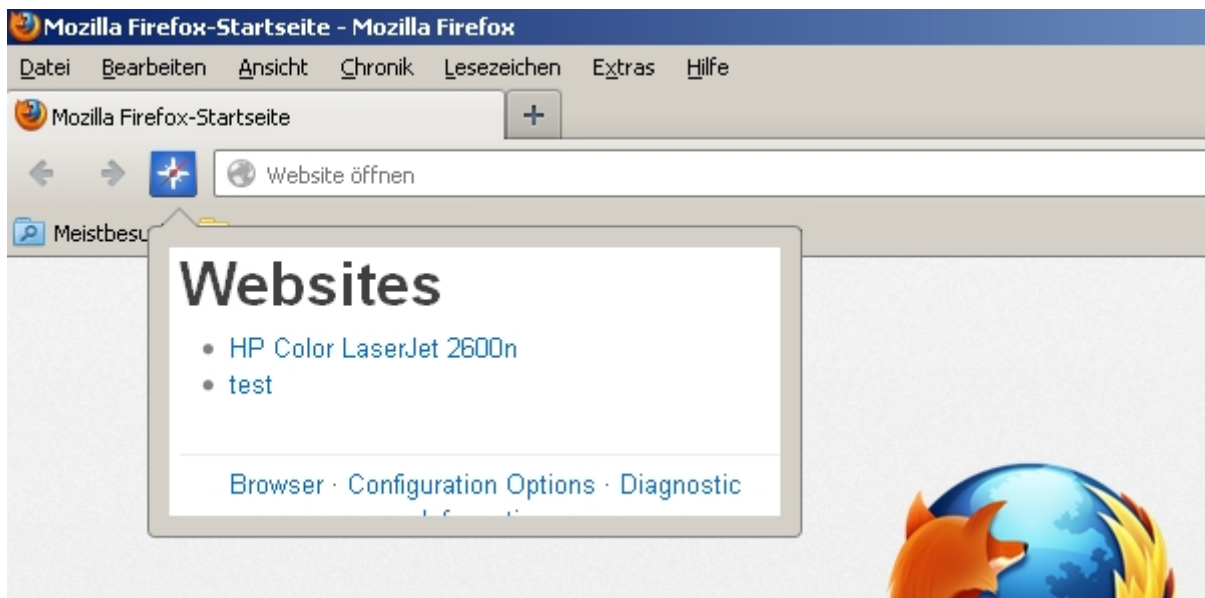 Mozilla Firefox-Startseite - Mozilla Firefox
Datei Bearbeiten Ansicht Chronik Lesezeichen Extras Hilfe
Mozilla Firefox-Startseite
Website öffnen
Websites
HP Color LaserJet 2600n
test
Browser · Configuration Options · Diagnostic